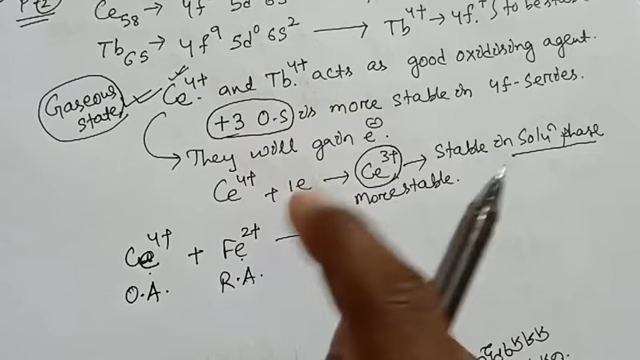 Ce58 → 4f 5d 6s
Tb65 → 4f⁹ 5d⁰ 6s² → Tb⁴⁺ → 4f⁷ } to be
Gaseous state
Ce⁴⁺ and Tb⁴⁺ acts as good oxidising agent.
+3 O.S is more stable in 4f-series.
They will gain e⁻
Ce⁴⁺ + 1e → Ce³⁺ → Stable in Soluⁿ phase
more stable.
Ce⁴⁺ + Fe²⁺ —
O.A. R.A.